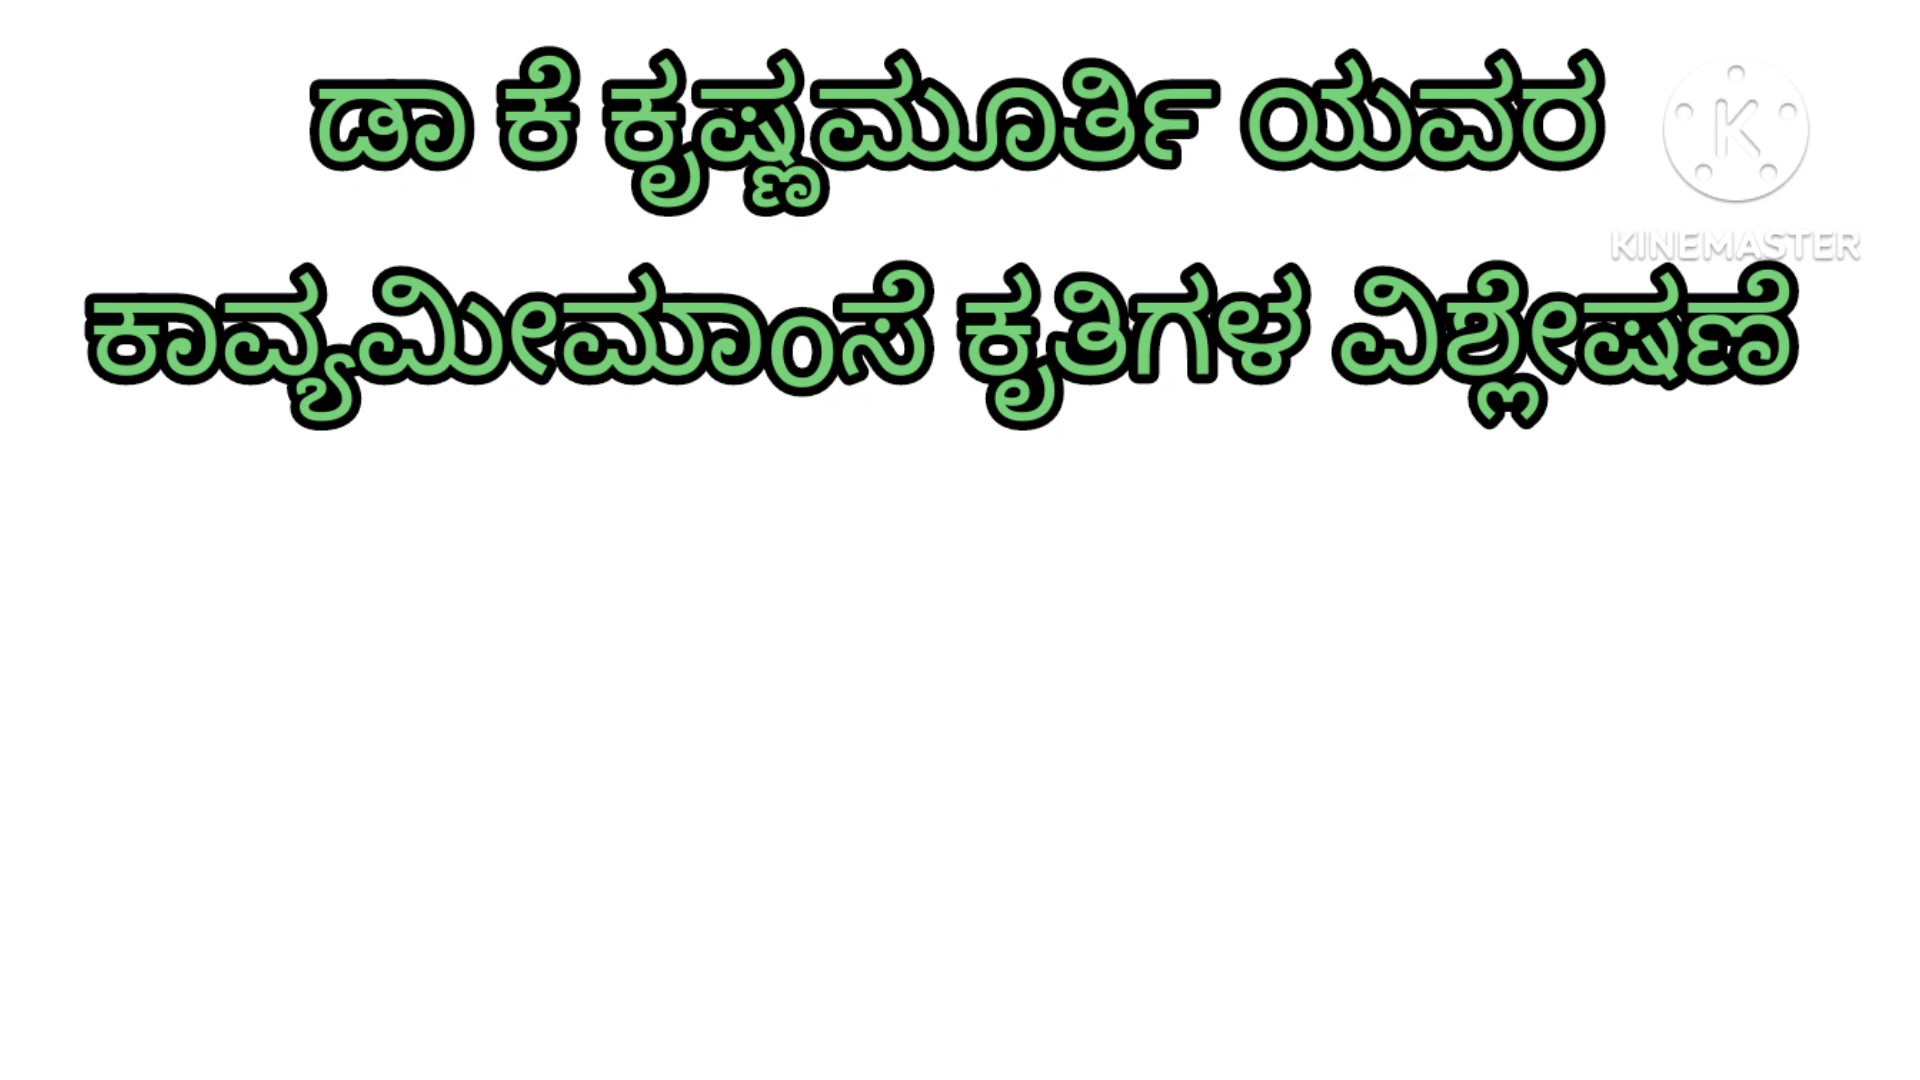 ಡಾ ಕೆ ಕೃಷ್ಣಮೂರ್ತಿ ಯವರ
ಕಾವ್ಯಮೀಮಾಂಸೆ ಕೃತಿಗಳ ವಿಶ್ಲೇಷಣೆ
K
KINEMASTER